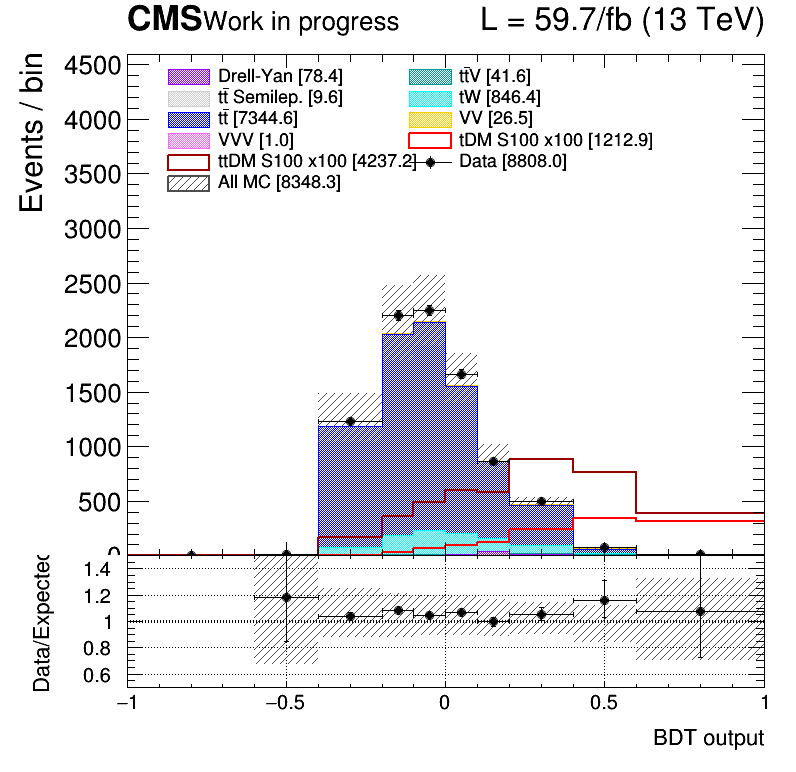 CMS Work in progress L = 59.7/fb (13 TeV)
Events / bin
4500
4000
3500
3000
2500
2000
1500
1000
500
0
Drell-Yan [78.4] tt̄V [41.6]
tt̄ Semilep. [9.6] tW [846.4]
tt̄ [7344.6] VV [26.5]
VVV [1.0] tDM S100 x100 [1212.9]
ttDM S100 x100 [4237.2] Data [8808.0]
All MC [8348.3]
Data/Expected
1.4
1.2
1
0.8
0.6
−1 −0.5 0 0.5 1
BDT output